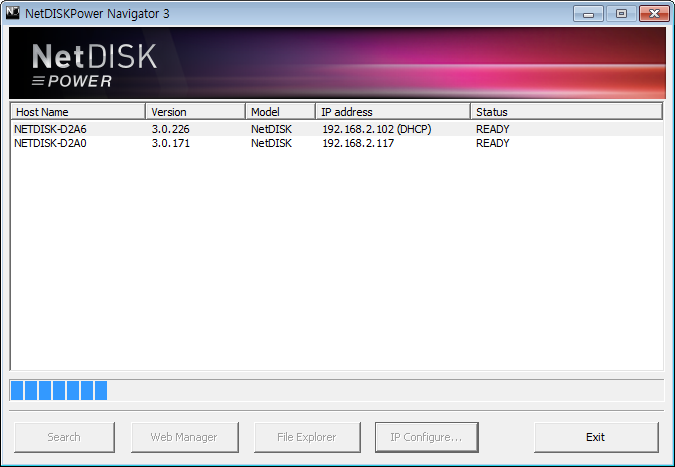 NetDISKPower Navigator 3
NetDISK
POWER
Host Name Version Model IP address Status
NETDISK-D2A6 3.0.226 NetDISK 192.168.2.102 (DHCP) READY
NETDISK-D2A0 3.0.171 NetDISK 192.168.2.117 READY
Search Web Manager File Explorer IP Configure... Exit